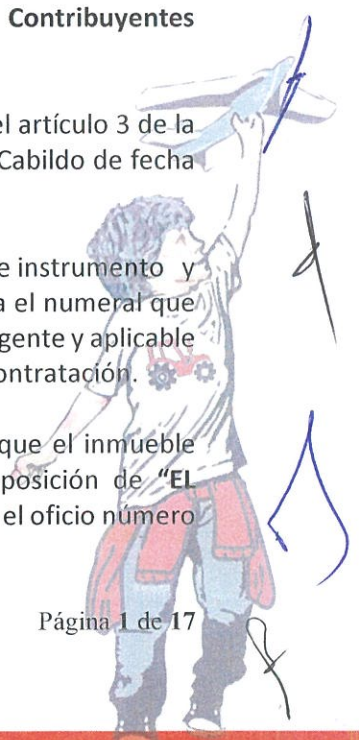 Contribuyentes
el artículo 3 de la
Cabildo de fecha
e instrumento y
a el numeral que
gente y aplicable
ontratación.
que el inmueble
posición de "EL
el oficio número
Página 1 de 17